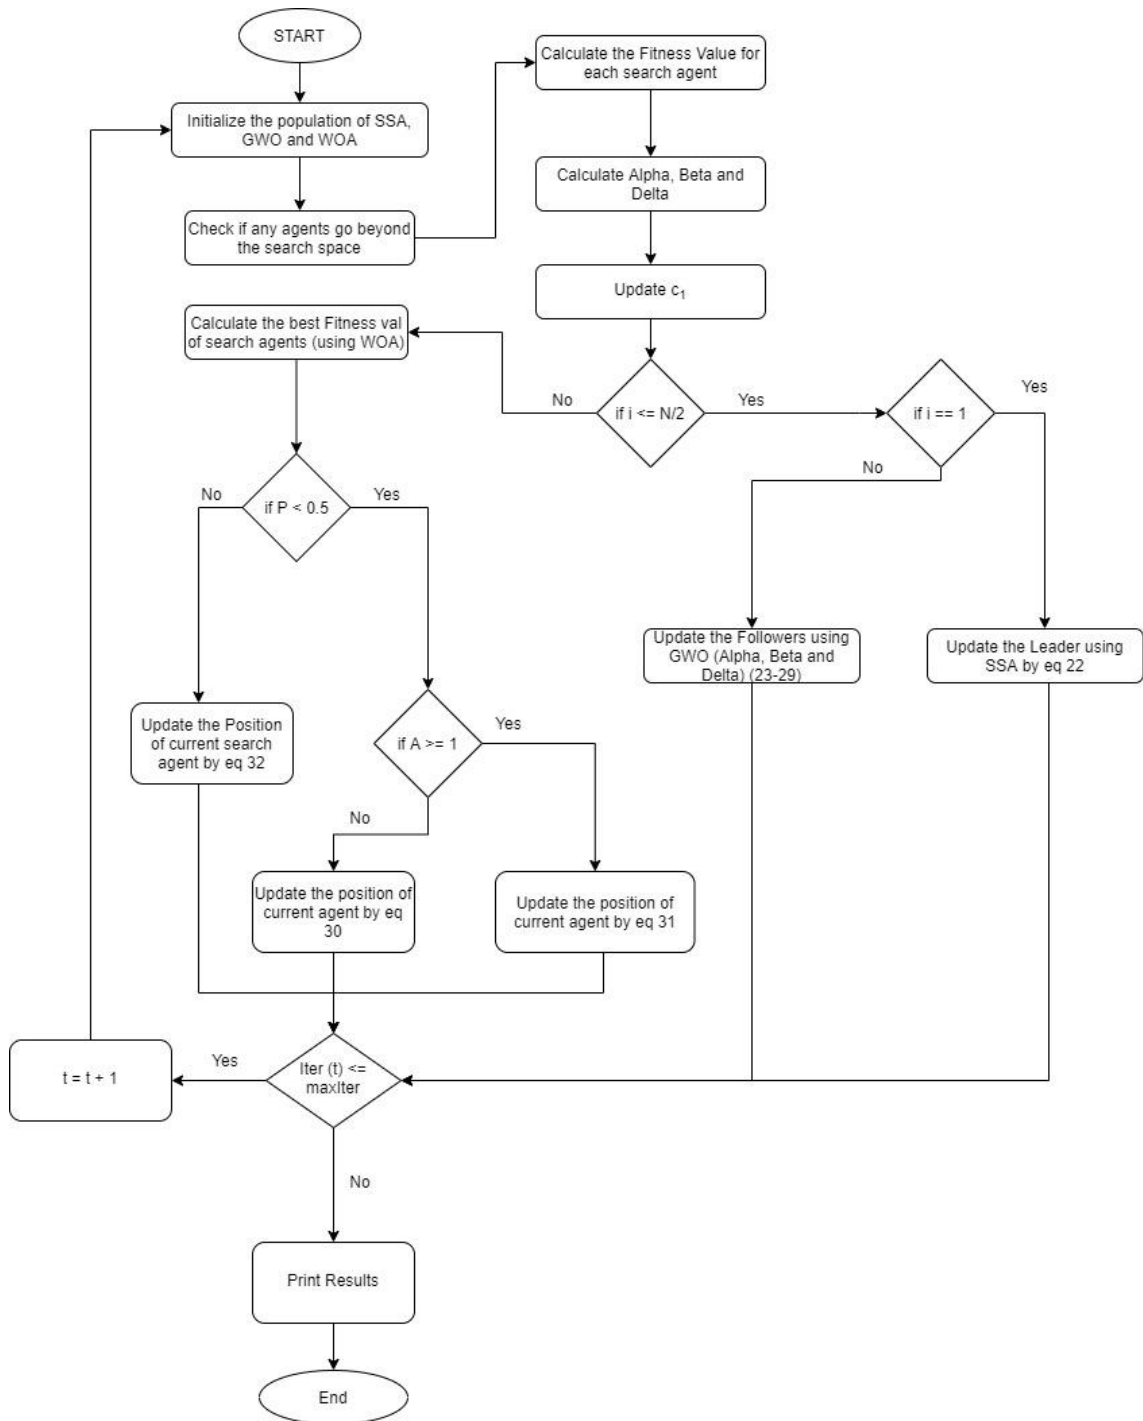 START
Initialize the population of SSA,
GWO and WOA
Check if any agents go beyond
the search space
Calculate the Fitness Value for
each search agent
Calculate Alpha, Beta and
Delta
Update c₁
if i <= N/2
No
Yes
if i == 1
Yes
No
Calculate the best Fitness val
of search agents (using WOA)
if P < 0.5
No
Yes
Update the Followers using
GWO (Alpha, Beta and
Delta) (23-29)
Update the Leader using
SSA by eq 22
Update the Position
of current search
agent by eq 32
if A >= 1
Yes
No
Update the position of
current agent by eq
30
Update the position of
current agent by eq 31
Iter (t) <=
maxIter
Yes
t = t + 1
No
Print Results
End